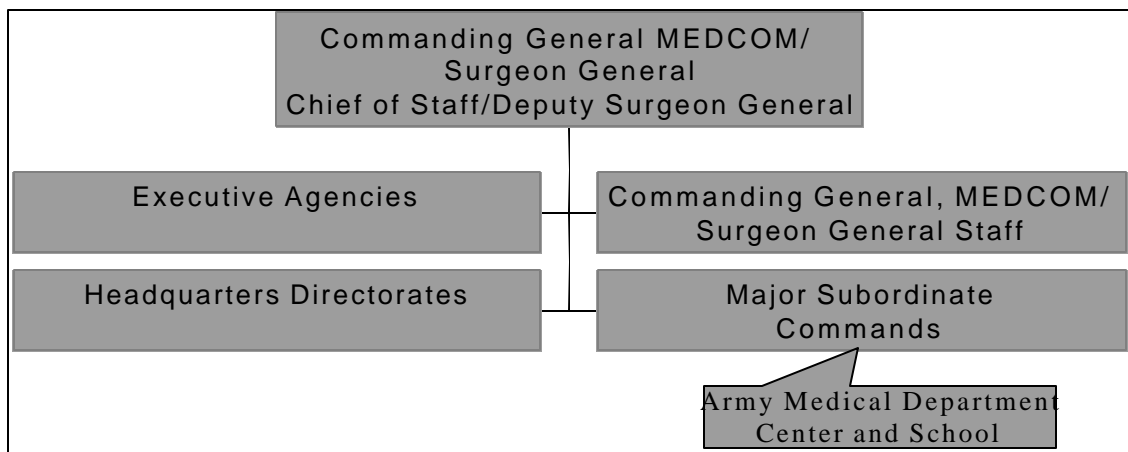 Commanding General MEDCOM/
Surgeon General
Chief of Staff/Deputy Surgeon General
Executive Agencies
Commanding General, MEDCOM/
Surgeon General Staff
Headquarters Directorates
Major Subordinate
Commands
Army Medical Department
Center and School